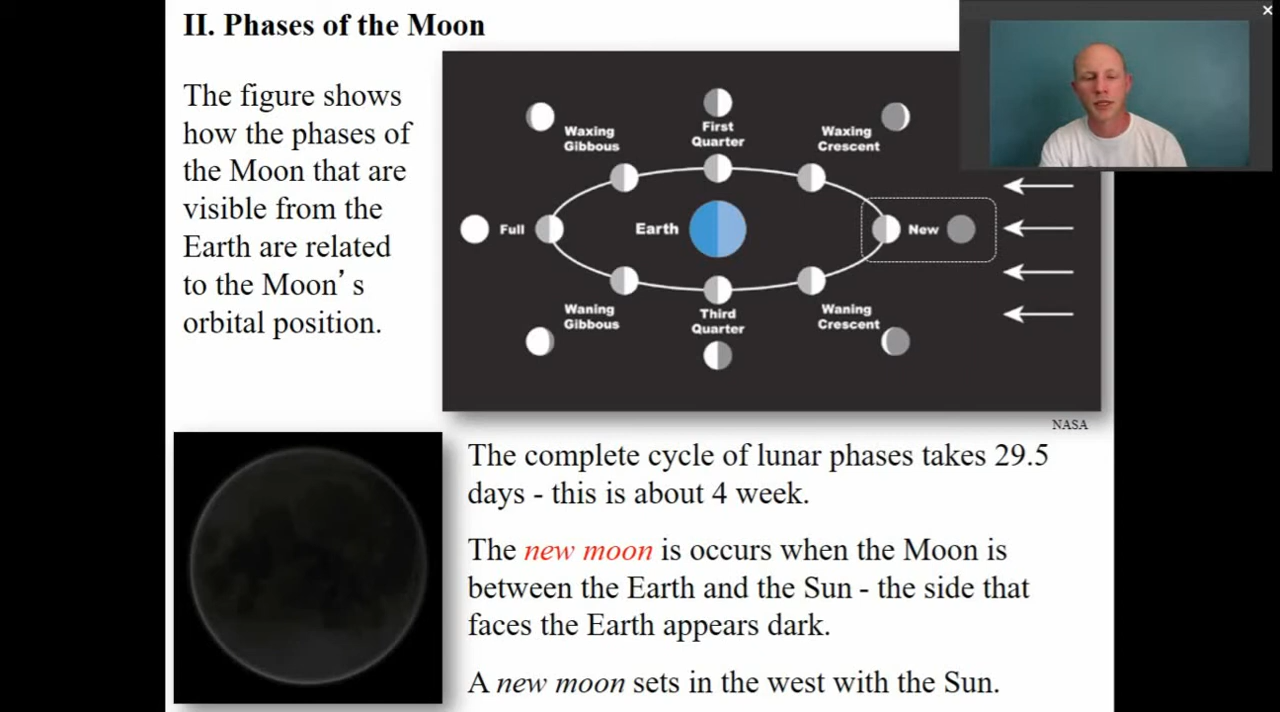 II. Phases of the Moon
The figure shows
how the phases of
the Moon that are
visible from the
Earth are related
to the Moon’s
orbital position.
Waxing
Gibbous
First
Quarter
Waxing
Crescent
Full
Earth
New
Waning
Gibbous
Third
Quarter
Waning
Crescent
NASA
The complete cycle of lunar phases takes 29.5
days - this is about 4 week.
The new moon is occurs when the Moon is
between the Earth and the Sun - the side that
faces the Earth appears dark.
A new moon sets in the west with the Sun.